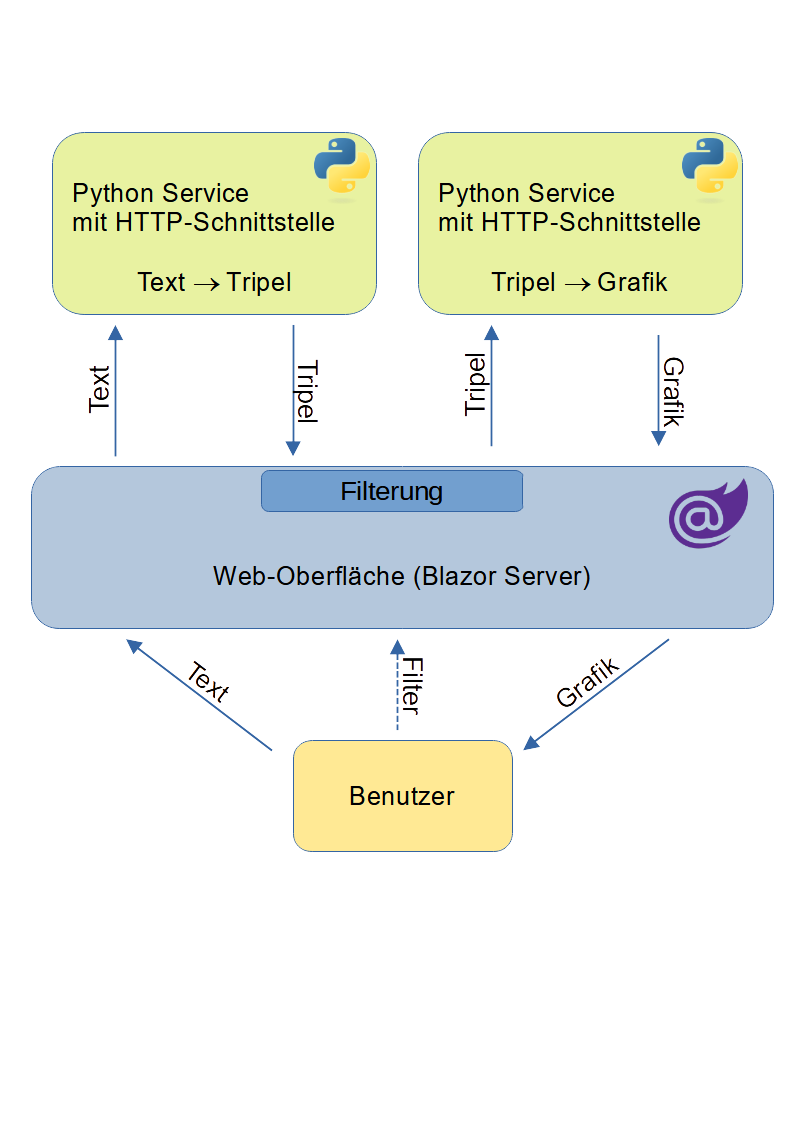 Python Service
mit HTTP-Schnittstelle
Text → Tripel
Python Service
mit HTTP-Schnittstelle
Tripel → Grafik
Text
Tripel
Tripel
Grafik
Filterung
@
Web-Oberfläche (Blazor Server)
Text
Filter
Grafik
Benutzer